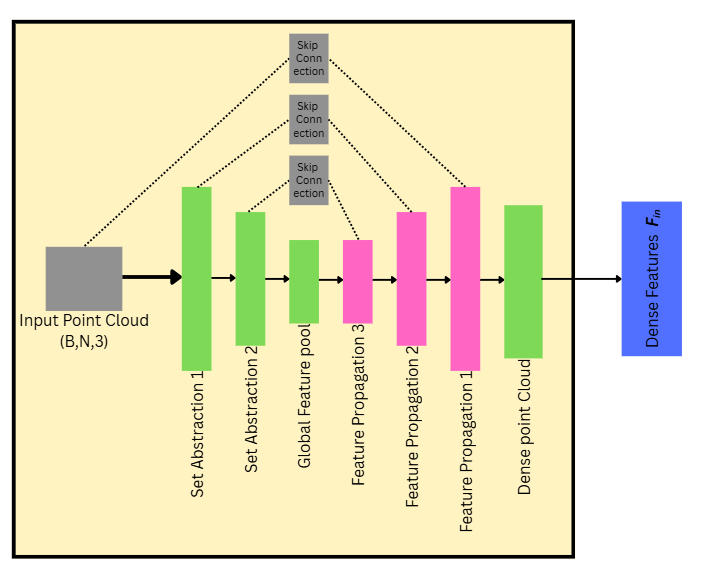 Skip
Conn
ection
Skip
Conn
ection
Skip
Conn
ection
Input Point Cloud
(B,N,3)
Set Abstraction 1
Set Abstraction 2
Global Feature pool
Feature Propagation 3
Feature Propagation 2
Feature Propagation 1
Dense point Cloud
Dense Features F_in